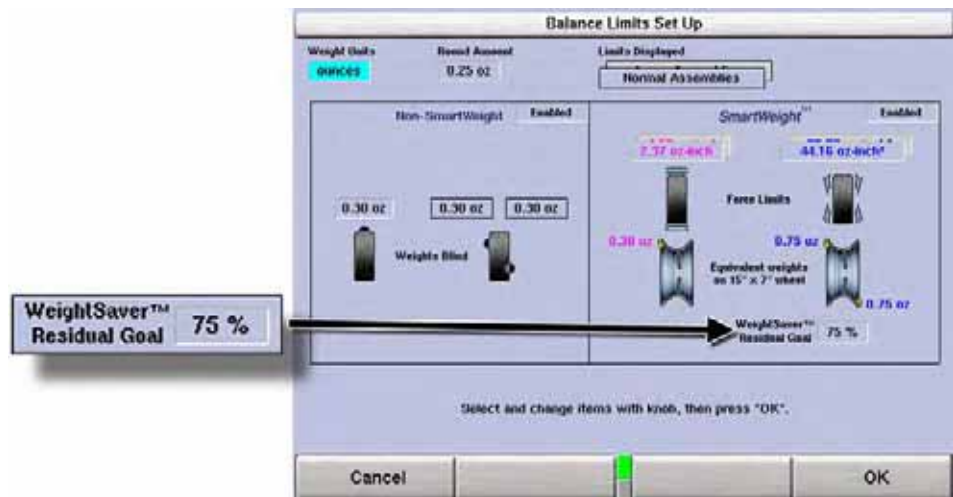 Balance Limits Set Up
Weight Units
Round Amount
Limits Displayed
ounces
0.25 oz
Normal Assemblies
Non-SmartWeight
Enabled
SmartWeight™
Enabled
2.37 oz-inch
44.16 oz-inch²
Force Limits
0.30 oz
0.30 oz
0.30 oz
Weights Blind
0.30 oz
0.75 oz
Equivalent weights
on 15" x 7" wheel
0.75 oz
WeightSaver™
Residual Goal
75 %
WeightSaver™
Residual Goal
75 %
Select and change items with knob, then press "OK".
Cancel
OK